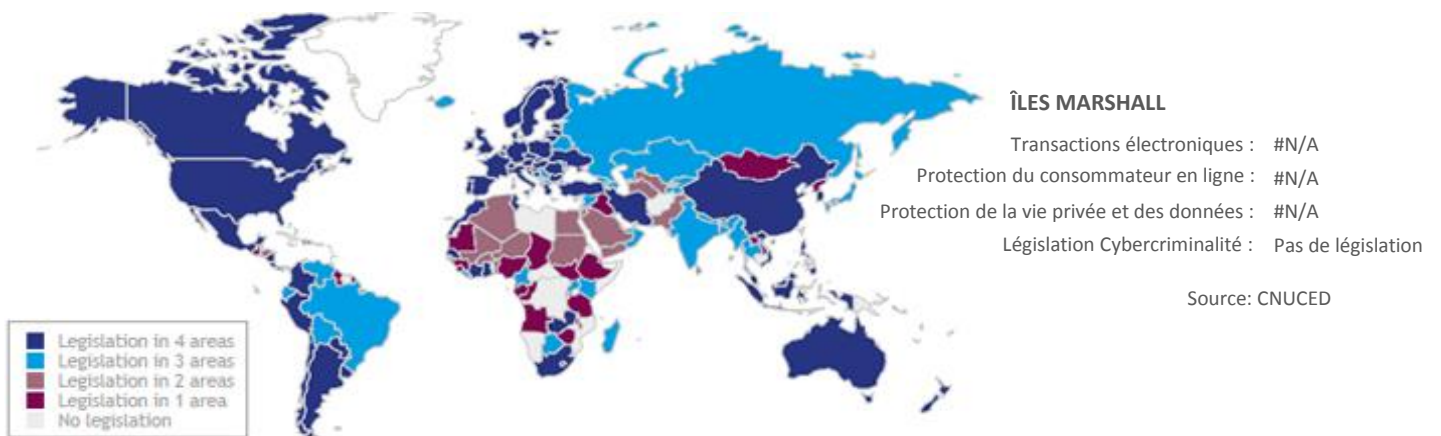 ÎLES MARSHALL
Transactions électroniques : #N/A
Protection du consommateur en ligne : #N/A
Protection de la vie privée et des données : #N/A
Législation Cybercriminalité : Pas de législation
Source: CNUCED
Legislation in 4 areas
Legislation in 3 areas
Legislation in 2 areas
Legislation in 1 area
No legislation